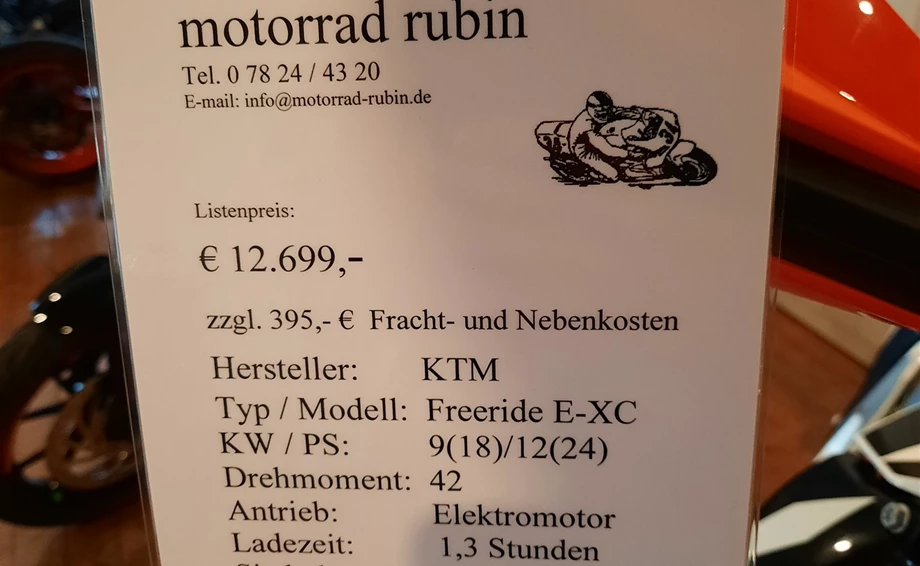 motorrad rubin
Tel. 0 78 24 / 43 20
E-mail: info@motorrad-rubin.de
Listenpreis:
€ 12.699,-
zzgl. 395,- € Fracht- und Nebenkosten
Hersteller: KTM
Typ / Modell: Freeride E-XC
KW / PS: 9(18)/12(24)
Drehmoment: 42
Antrieb: Elektromotor
Ladezeit: 1,3 Stunden